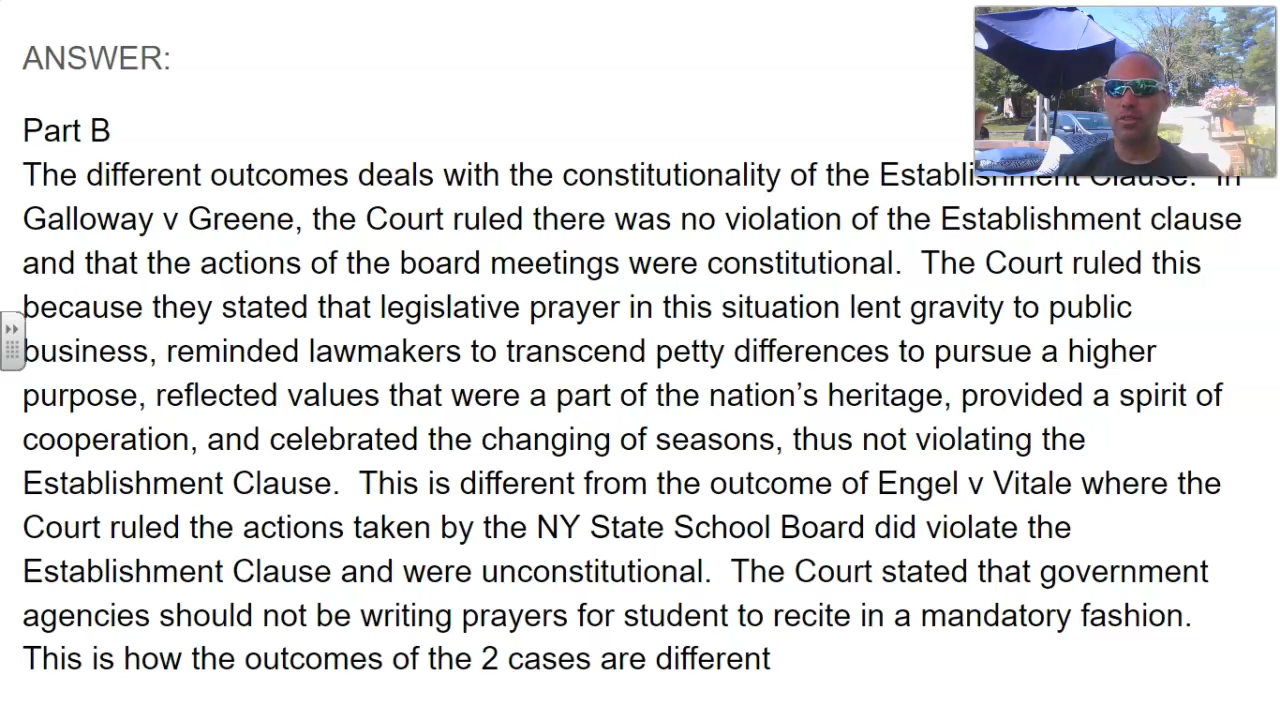 ANSWER:
Part B
The different outcomes deals with the constitutionality of the Establishment Clause. In
Galloway v Greene, the Court ruled there was no violation of the Establishment clause
and that the actions of the board meetings were constitutional. The Court ruled this
because they stated that legislative prayer in this situation lent gravity to public
business, reminded lawmakers to transcend petty differences to pursue a higher
purpose, reflected values that were a part of the nation’s heritage, provided a spirit of
cooperation, and celebrated the changing of seasons, thus not violating the
Establishment Clause. This is different from the outcome of Engel v Vitale where the
Court ruled the actions taken by the NY State School Board did violate the
Establishment Clause and were unconstitutional. The Court stated that government
agencies should not be writing prayers for student to recite in a mandatory fashion.
This is how the outcomes of the 2 cases are different